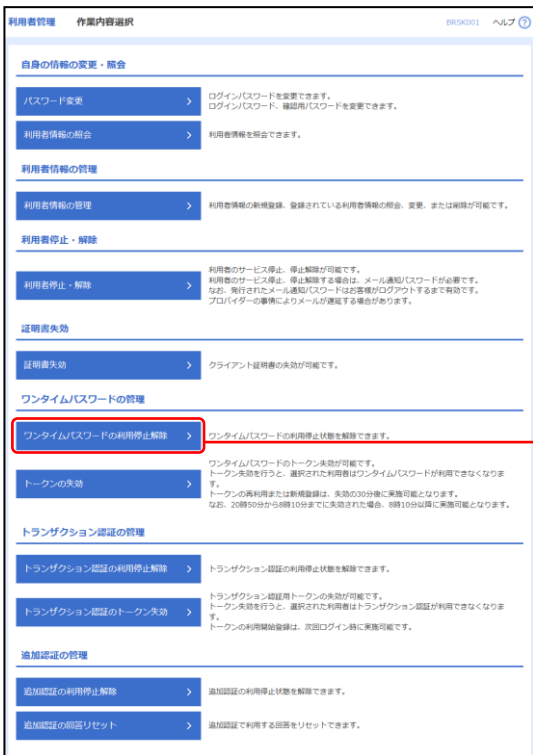 利用者管理 作業内容選択 BRSK001 ヘルプ ?
自身の情報の変更・照会
パスワード変更
ログインパスワードを変更できます。
ログインパスワード、確認用パスワードを変更できます。
利用者情報の照会
利用者情報を照会できます。
利用者情報の管理
利用者情報の管理
利用者情報の新規登録、登録されている利用者情報の照会、変更、または削除が可能です。
利用者停止・解除
利用者停止・解除
利用者のサービス停止、停止解除が可能です。
利用者のサービス停止、停止解除する場合は、メール通知パスワードが必要です。
なお、発行されたメール通知パスワードはお客様がログアウトするまで有効です。
プロバイダーの事情によりメールが遅延する場合があります。
証明書失効
証明書失効
クライアント証明書の失効が可能です。
ワンタイムパスワードの管理
ワンタイムパスワードの利用停止解除
ワンタイムパスワードの利用停止状態を解除できます。
トークンの失効
ワンタイムパスワードのトークン失効が可能です。
トークン失効を行うと、選択された利用者はワンタイムパスワードが利用できなくなりま
す。
トークンの再利用または新規登録は、失効の30分後に実施可能となります。
なお、20時50分から8時10分までに失効された場合、8時10分以降に実施可能となります。
トランザクション認証の管理
トランザクション認証の利用停止解除
トランザクション認証の利用停止状態を解除できます。
トランザクション認証のトークン失効
トランザクション認証用トークンの失効が可能です。
トークン失効を行うと、選択された利用者はトランザクション認証が利用できなくなりま
す。
トークンの利用開始登録は、次回ログイン時に実施可能です。
追加認証の管理
追加認証の利用停止解除
追加認証の利用停止状態を解除できます。
追加認証の回答リセット
追加認証で利用する回答をリセットできます。